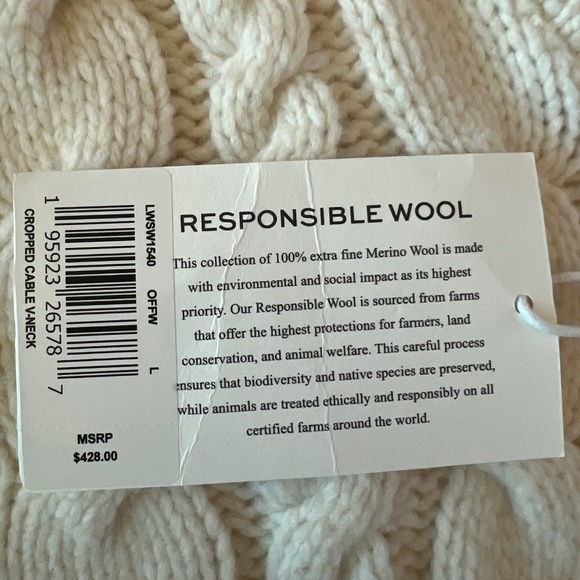 LWSW1540 OFFW L
1 95923 26578 7
CROPPED CABLE V-NECK
MSRP
$428.00
RESPONSIBLE WOOL
This collection of 100% extra fine Merino Wool is made
with environmental and social impact as its highest
priority. Our Responsible Wool is sourced from farms
that offer the highest protections for farmers, land
conservation, and animal welfare. This careful process
ensures that biodiversity and native species are preserved,
while animals are treated ethically and responsibly on all
certified farms around the world.